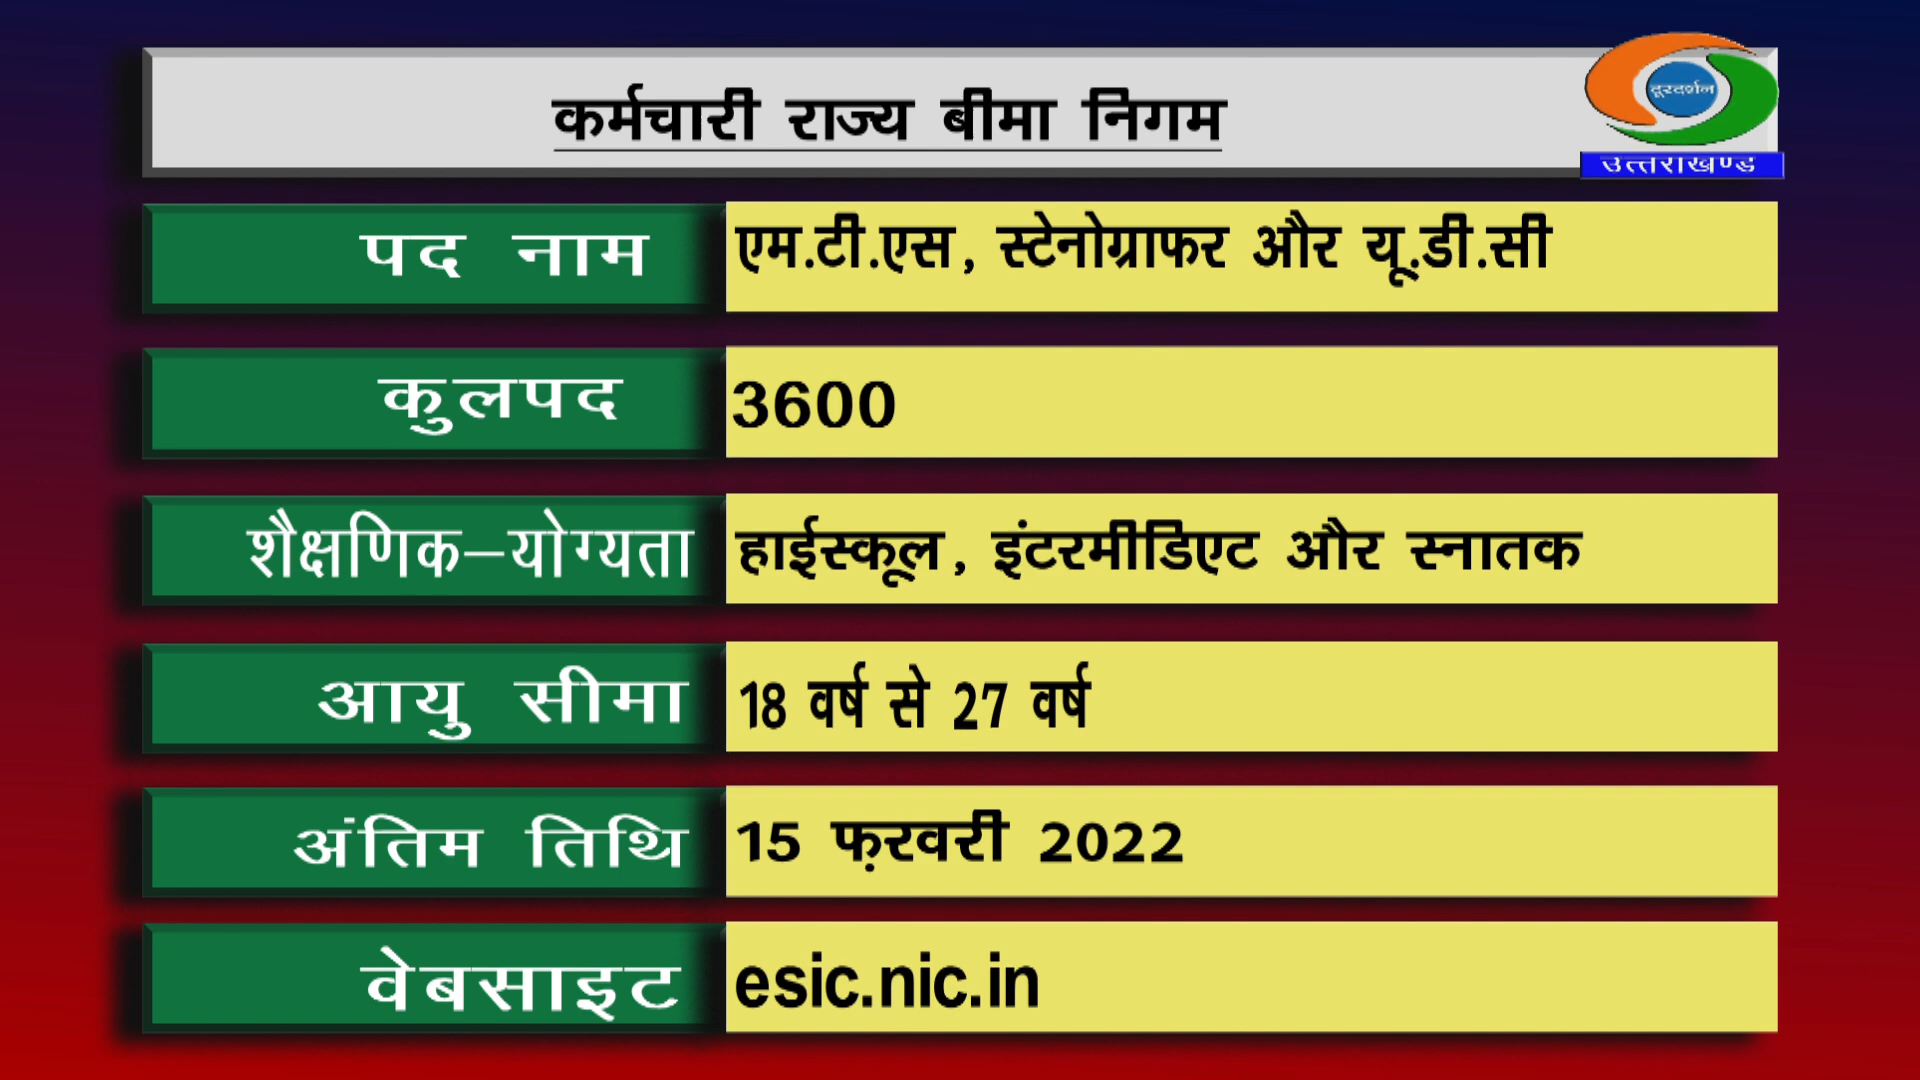 कर्मचारी राज्य बीमा निगम
दूरदर्शन
उत्तराखण्ड
पद नाम एम.टी.एस, स्टेनोग्राफर और यू.डी.सी
कुलपद 3600
शैक्षणिक–योग्यता हाईस्कूल, इंटरमीडिएट और स्नातक
आयु सीमा 18 वर्ष से 27 वर्ष
अंतिम तिथि 15 फ़रवरी 2022
वेबसाइट esic.nic.in